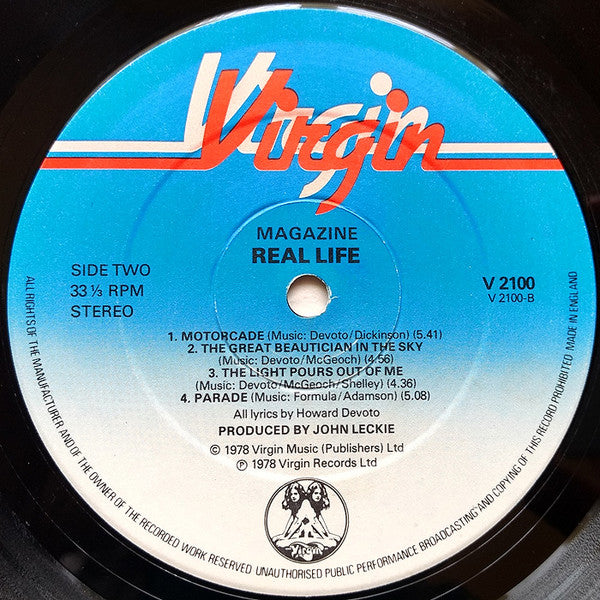 Virgin
MAGAZINE
REAL LIFE
SIDE TWO
33 ⅓ RPM
STEREO
V 2100
V 2100-B
1. MOTORCADE (Music: Devoto/Dickinson) (5.41)
2. THE GREAT BEAUTICIAN IN THE SKY
(Music: Devoto/McGeoch) (4.56)
3. THE LIGHT POURS OUT OF ME
(Music: Devoto/McGeoch/Shelley) (4.36)
4. PARADE (Music: Formula/Adamson) (5.08)
All lyrics by Howard Devoto
PRODUCED BY JOHN LECKIE
© 1978 Virgin Music (Publishers) Ltd
℗ 1978 Virgin Records Ltd
Virgin
ALL RIGHTS OF THE MANUFACTURER AND OF THE OWNER OF THE RECORDED WORK RESERVED. UNAUTHORISED PUBLIC PERFORMANCE BROADCASTING AND COPYING OF THIS RECORD PROHIBITED MADE IN ENGLAND